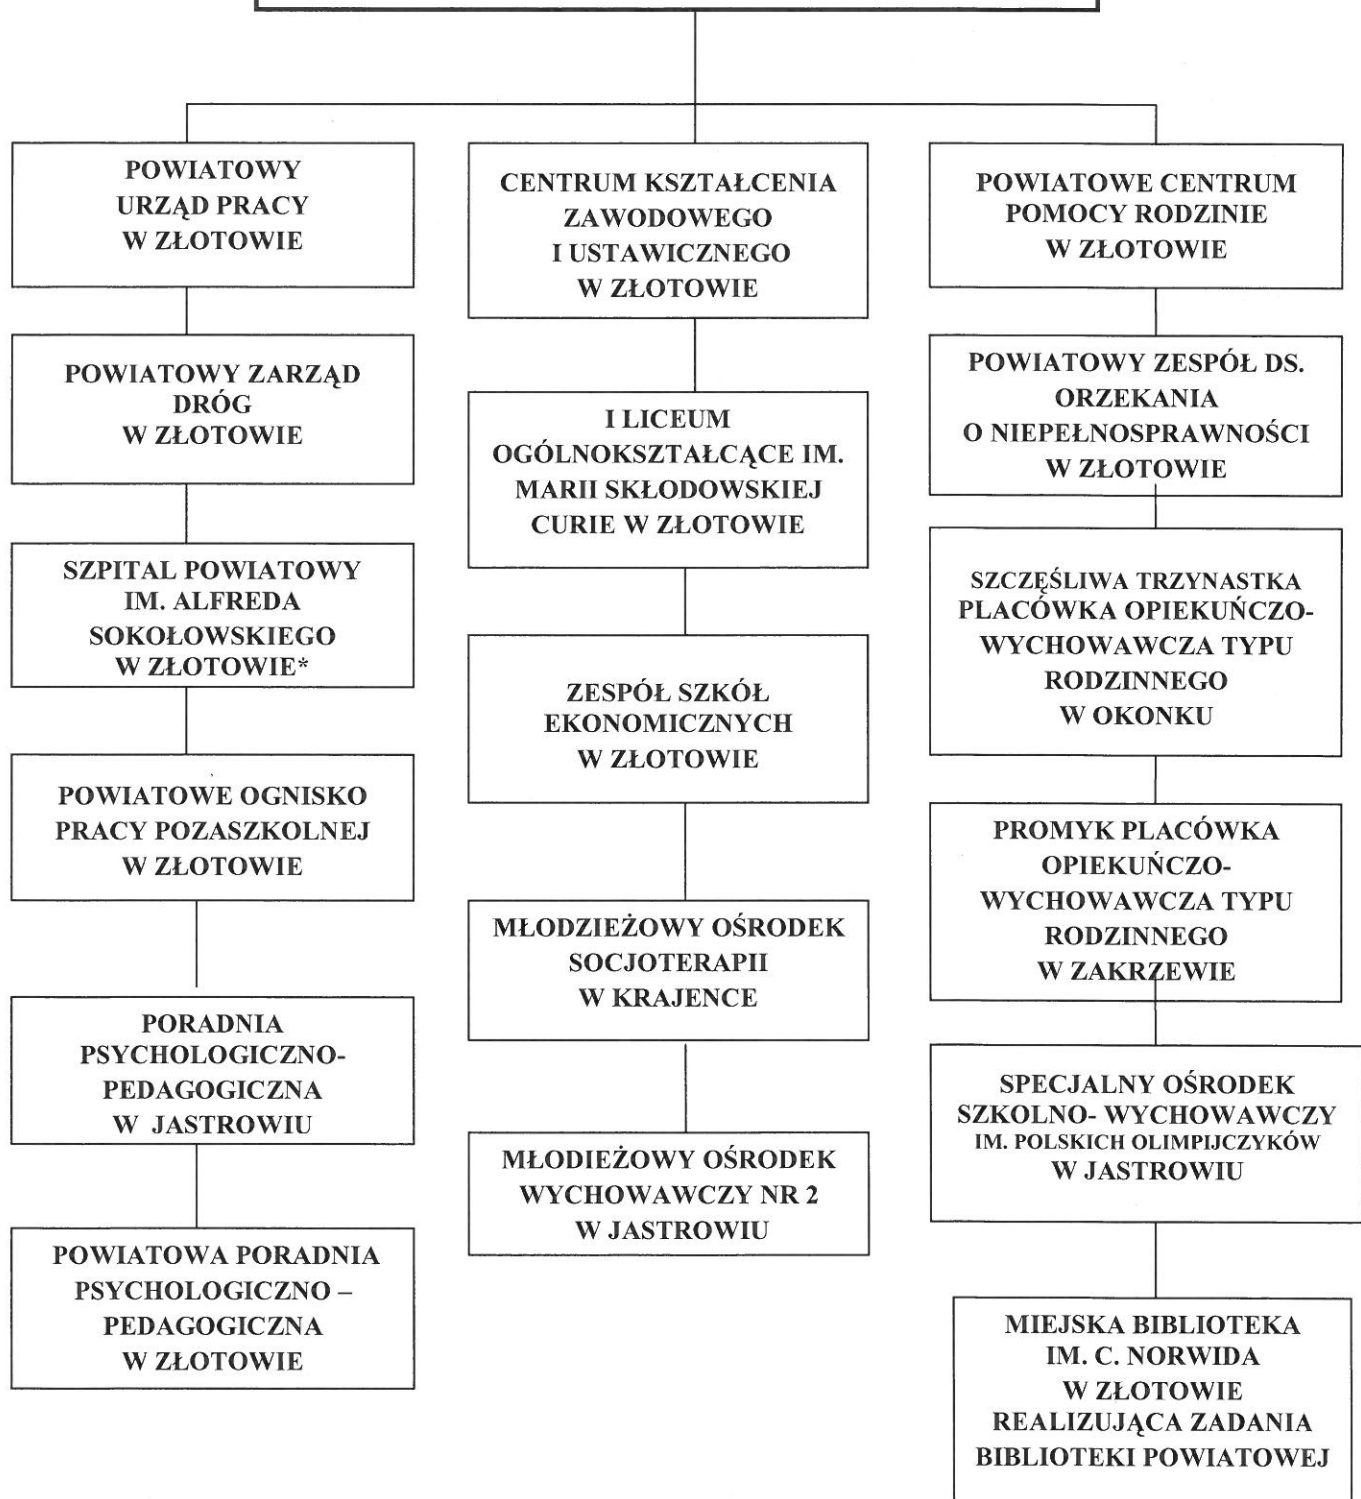 POWIATOWY
URZĄD PRACY
W ZŁOTOWIE
POWIATOWY ZARZĄD
DRÓG
W ZŁOTOWIE
SZPITAL POWIATOWY
IM. ALFREDA
SOKOŁOWSKIEGO
W ZŁOTOWIE*
POWIATOWE OGNISKO
PRACY POZASZKOLNEJ
W ZŁOTOWIE
PORADNIA
PSYCHOLOGICZNO-
PEDAGOGICZNA
W JASTROWIU
POWIATOWA PORADNIA
PSYCHOLOGICZNO –
PEDAGOGICZNA
W ZŁOTOWIE
CENTRUM KSZTAŁCENIA
ZAWODOWEGO
I USTAWICZNEGO
W ZŁOTOWIE
I LICEUM
OGÓLNOKSZTAŁCĄCE IM.
MARII SKŁODOWSKIEJ
CURIE W ZŁOTOWIE
ZESPÓŁ SZKÓŁ
EKONOMICZNYCH
W ZŁOTOWIE
MŁODZIEŻOWY OŚRODEK
SOCJOTERAPII
W KRAJENCE
MŁODIEŻOWY OŚRODEK
WYCHOWAWCZY NR 2
W JASTROWIU
POWIATOWE CENTRUM
POMOCY RODZINIE
W ZŁOTOWIE
POWIATOWY ZESPÓŁ DS.
ORZEKANIA
O NIEPEŁNOSPRAWNOŚCI
W ZŁOTOWIE
SZCZĘŚLIWA TRZYNASTKA
PLACÓWKA OPIEKUŃCZO-
WYCHOWAWCZA TYPU
RODZINNEGO
W OKONKU
PROMYK PLACÓWKA
OPIEKUŃCZO-
WYCHOWAWCZA TYPU
RODZINNEGO
W ZAKRZEWIE
SPECJALNY OŚRODEK
SZKOLNO- WYCHOWAWCZY
IM. POLSKICH OLIMPIJCZYKÓW
W JASTROWIU
MIEJSKA BIBLIOTEKA
IM. C. NORWIDA
W ZŁOTOWIE
REALIZUJĄCA ZADANIA
BIBLIOTEKI POWIATOWEJ